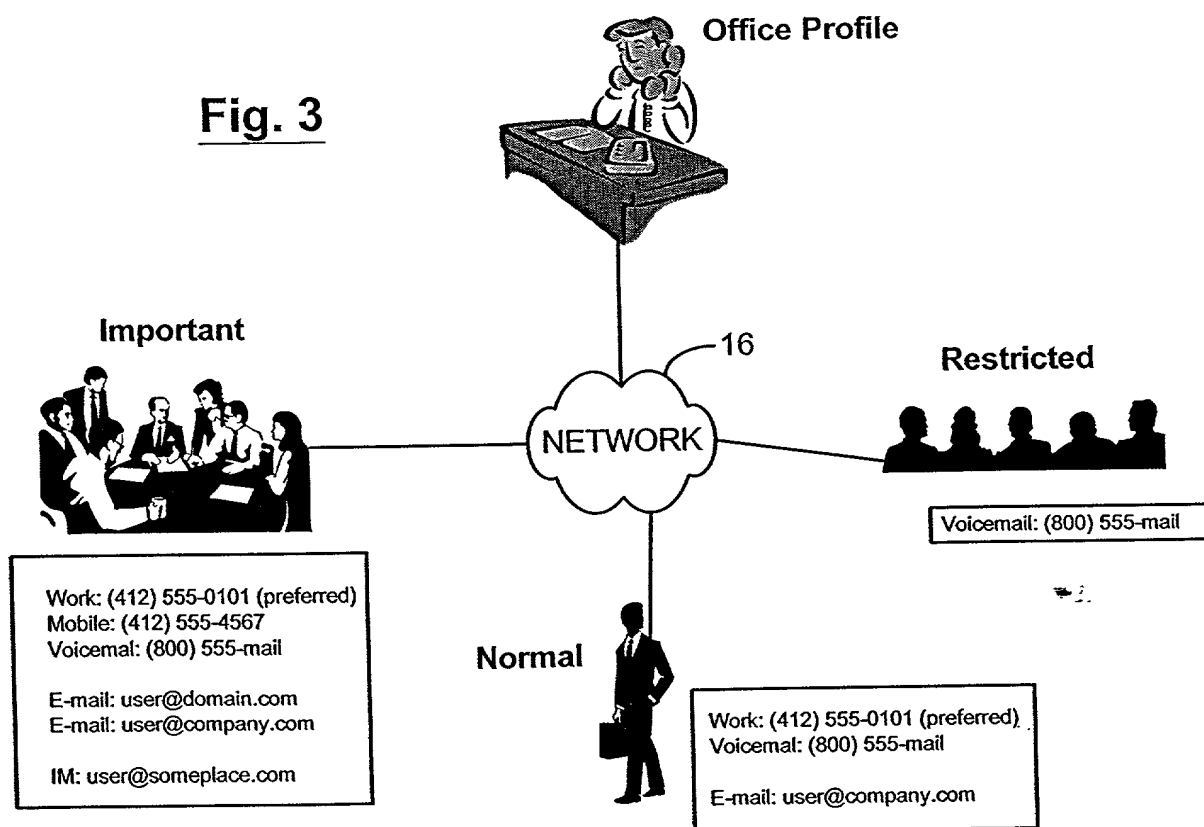 Office Profile
Fig. 3
Important
16
Restricted
NETWORK
Voicemail: (800) 555-mail
Work: (412) 555-0101 (preferred)
Mobile: (412) 555-4567
Voicemal: (800) 555-mail
E-mail: user@domain.com
E-mail: user@company.com
IM: user@someplace.com
Normal
Work: (412) 555-0101 (preferred)
Voicemal: (800) 555-mail
E-mail: user@company.com